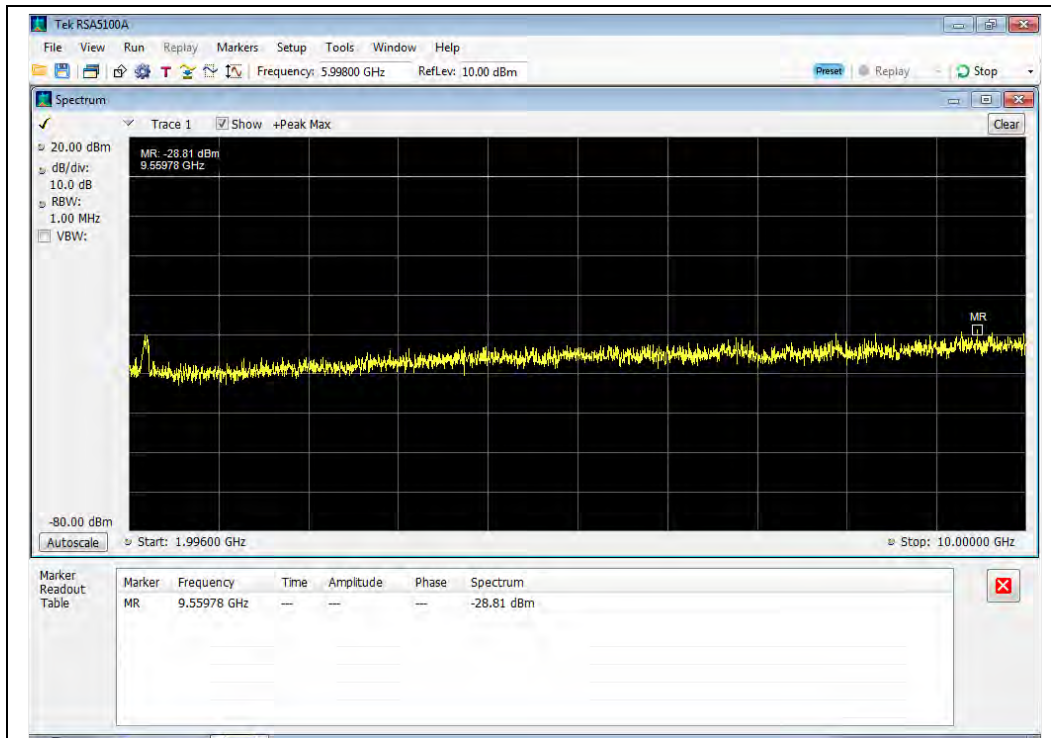 Tek RSA5100A
File View Run Replay Markers Setup Tools Window Help
T Frequency: 5.99800 GHz RefLev: 10.00 dBm Preset Replay Stop
Spectrum
Trace 1 Show +Peak Max Clear
20.00 dBm
dB/div:
10.0 dB
RBW:
1.00 MHz
VBW:
MR: -28.81 dBm
9.55978 GHz
MR
-80.00 dBm
Autoscale Start: 1.99600 GHz Stop: 10.00000 GHz
Marker Readout Table
Marker Frequency Time Amplitude Phase Spectrum
MR 9.55978 GHz --- --- --- -28.81 dBm